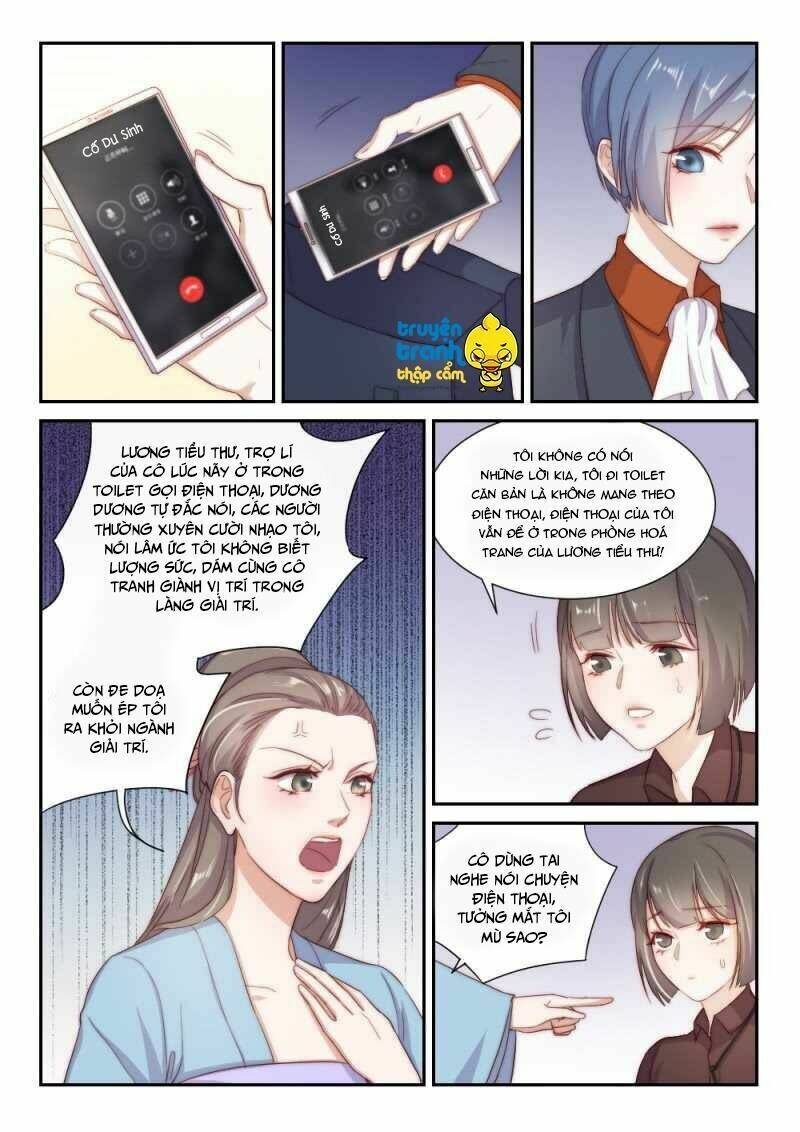 Cố Dư Sinh
Cố Dư Sinh
truyện
tranh
thập cẩm
LƯƠNG TIỂU THƯ, TRỢ LÍ
CỦA CÔ LÚC NÃY Ở TRONG
TOILET GỌI ĐIỆN THOẠI, DƯƠNG
DƯƠNG TỰ ĐẮC NÓI, CÁC NGƯỜI
THƯỜNG XUYÊN CƯỜI NHẠO TÔI,
NÓI LÂM ỨC TÔI KHÔNG BIẾT
LƯỢNG SỨC, DÁM CÙNG CÔ
TRANH GIÀNH VỊ TRÍ TRONG
LÀNG GIẢI TRÍ.
CÒN ĐE DOẠ
MUỐN ÉP TÔI
RA KHỎI NGÀNH
GIẢI TRÍ.
TÔI KHÔNG CÓ NÓI
NHỮNG LỜI KIA, TÔI ĐI TOILET
CĂN BẢN LÀ KHÔNG MANG THEO
ĐIỆN THOẠI, ĐIỆN THOẠI CỦA TÔI
VẪN ĐỂ Ở TRONG PHÒNG HOÁ
TRANG CỦA LƯƠNG TIỂU THƯ!
CÔ DÙNG TAI
NGHE NÓI CHUYỆN
ĐIỆN THOẠI,
TƯỞNG MẮT TÔI
MÙ SAO?